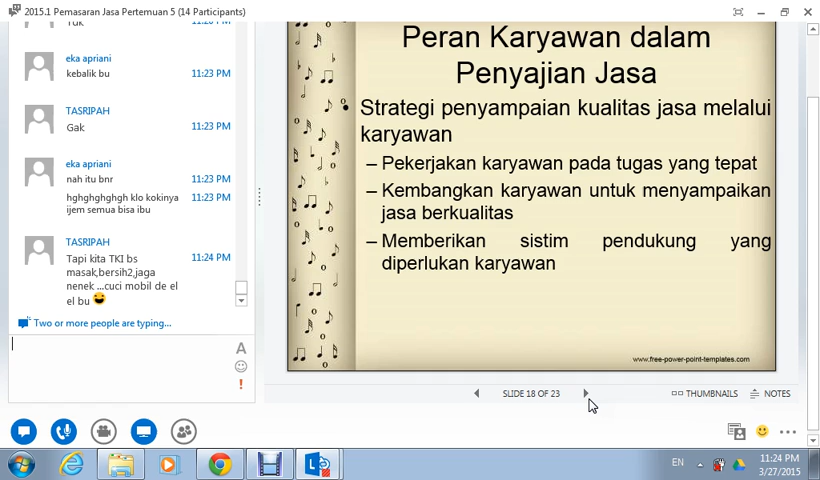 2015.1 Pemasaran Jasa Pertemuan 5 (14 Participants)
eka apriani
kebalik bu 11:23 PM
TASRIPAH
Gak 11:23 PM
eka apriani
nah itu bnr 11:23 PM
hghghghghgh klo kokinya 11:23 PM
ijem semua bisa ibu
TASRIPAH
Tapi kita TKI bs 11:24 PM
masak,bersih2,jaga
nenek ...cuci mobil de el
el bu
Two or more people are typing...
Peran Karyawan dalam
Penyajian Jasa
• Strategi penyampaian kualitas jasa melalui
karyawan
– Pekerjakan karyawan pada tugas yang tepat
– Kembangkan karyawan untuk menyampaikan
jasa berkualitas
– Memberikan sistim pendukung yang
diperlukan karyawan
www.free-power-point-templates.com
SLIDE 18 OF 23
THUMBNAILS
NOTES
EN
11:24 PM
3/27/2015